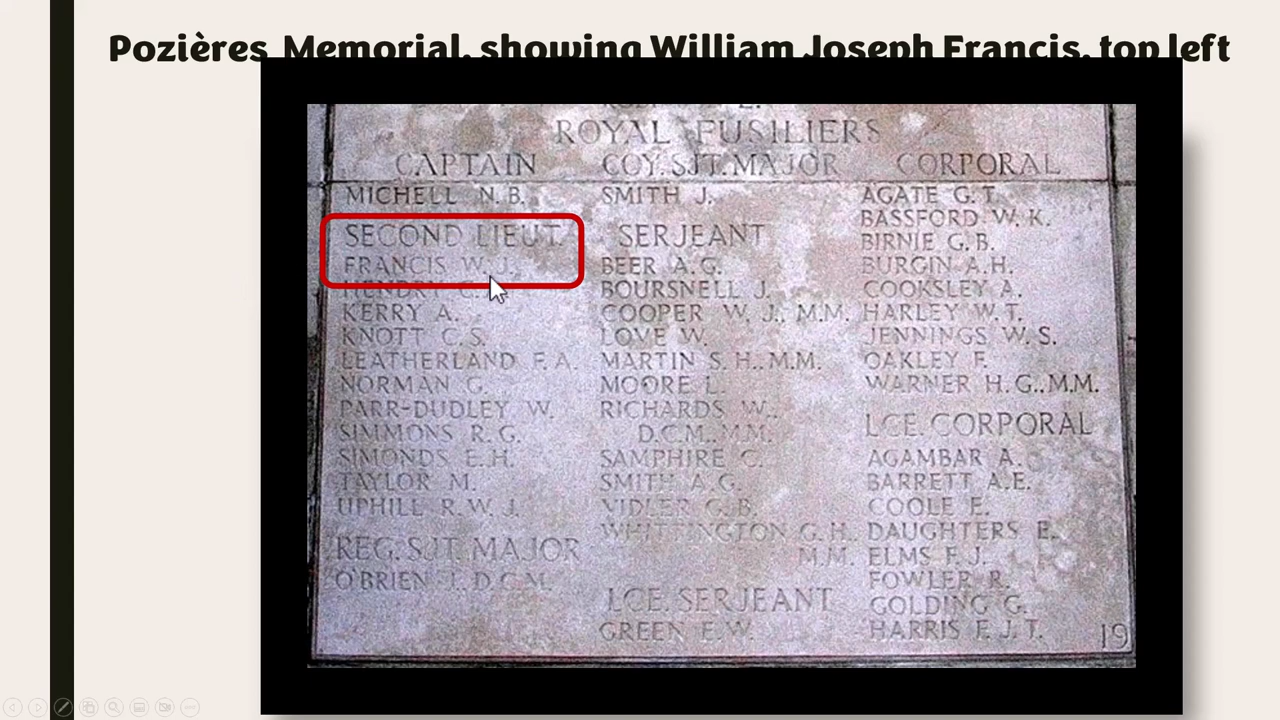 Pozières Memorial, showing William Joseph Francis, top left
ROYAL FUSILIERS
CAPTAIN
MICHELL N. B.
SECOND LIEUT.
FRANCIS W. J.
HENDRY C.
KERRY A.
KNOTT C. S.
LEATHERLAND F. A.
NORMAN G.
PARR-DUDLEY W.
SIMMONS R. G.
SIMONDS E. H.
TAYLOR M.
UPHILL R. W. J.
REG. SJT. MAJOR
O'BRIEN D.C.M.
COY. SJT. MAJOR
SMITH J.
SERJEANT
BEER A. G.
BOURSNELL J.
COOPER W. J., M.M.
LOVE W.
MARTIN S. H., M.M.
MOORE L.
RICHARDS W.,
D.C.M., M.M.
SAMPHIRE C.
SMITH A. G.
VIDLER G. B.
WHITTINGTON G. H.,
M.M.
LCE. SERJEANT
GREEN E. W.
CORPORAL
AGATE G. T.
BASSFORD W. K.
BIRNIE G. B.
BURGIN A. H.
COOKSLEY A.
HARLEY W. T.
JENNINGS W. S.
OAKLEY F.
WARNER H. G., M.M.
LCE. CORPORAL
AGAMBAR A.
BARRETT A. E.
COOLE E.
DAUGHTERS E.
ELMS F. J.
FOWLER R.
GOLDING G.
HARRIS F. J. T.
19